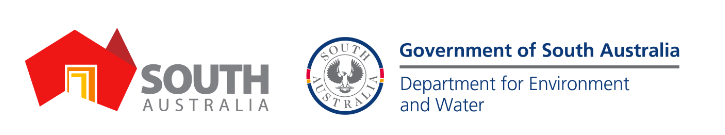 SOUTH
AUSTRALIA
SOUTH
AUSTRALIA
Government of South Australia
Department for Environment
and Water